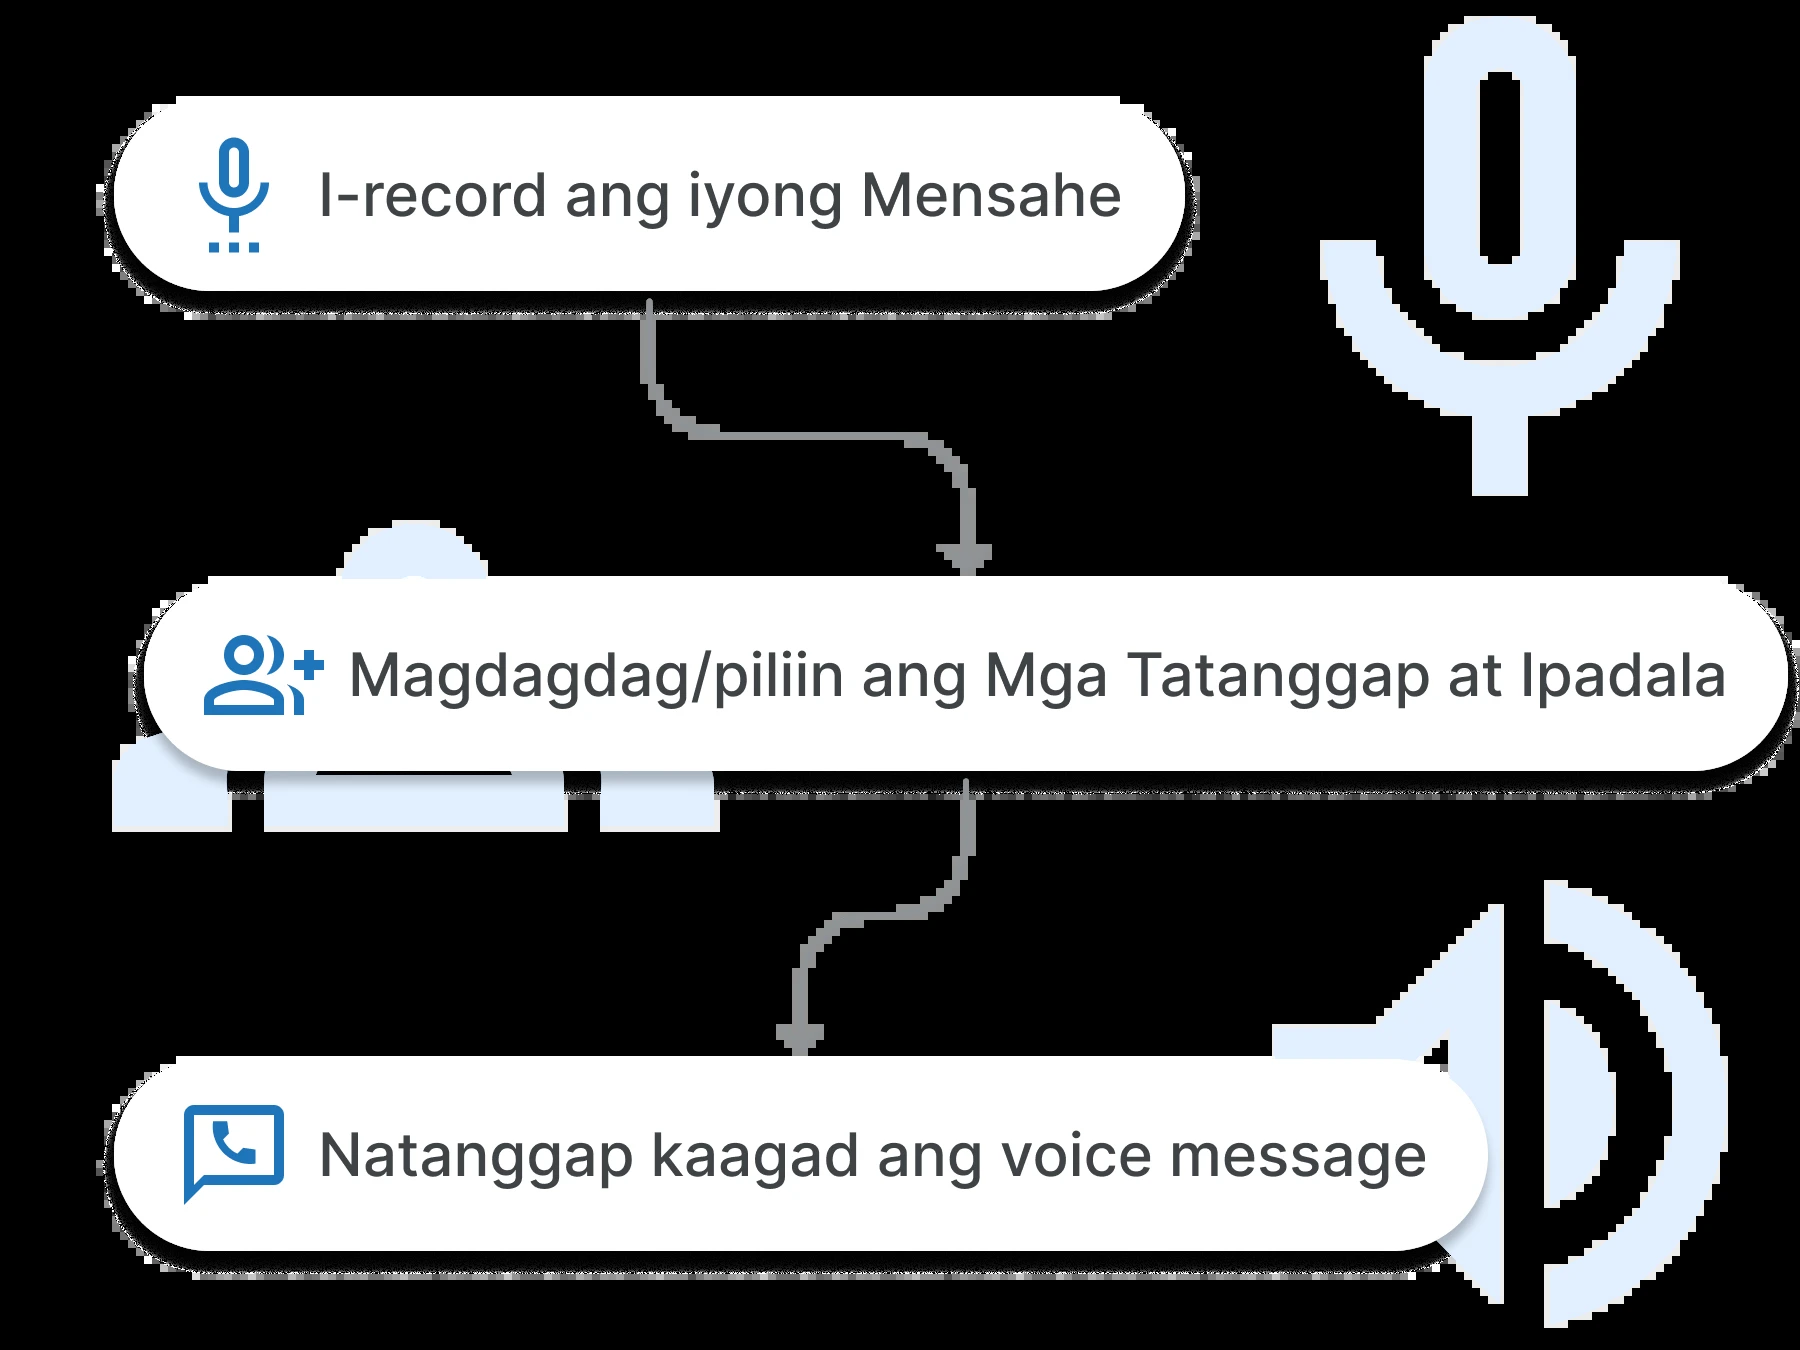 I-record ang iyong Mensahe
Magdagdag/piliin ang Mga Tatanggap at Ipadala
Natanggap kaagad ang voice message